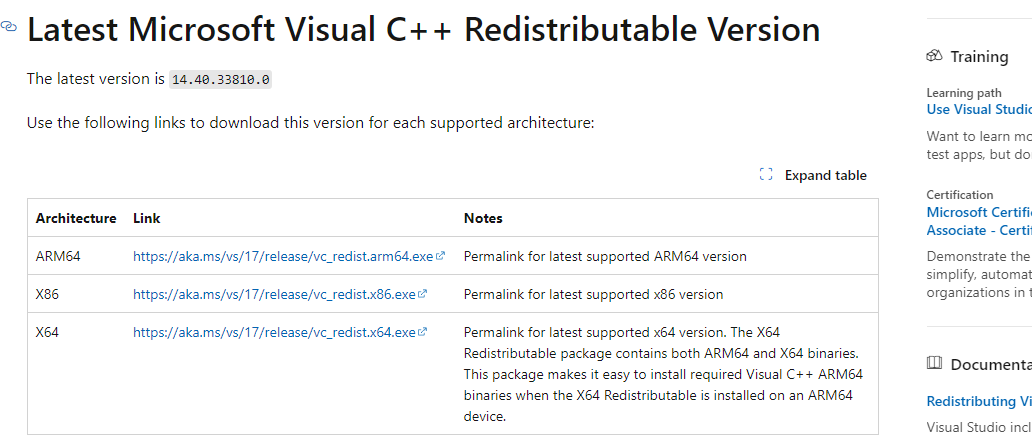 Latest Microsoft Visual C++ Redistributable Version
The latest version is 14.40.33810.0
Use the following links to download this version for each supported architecture:
Expand table
Architecture Link Notes
ARM64 https://aka.ms/vs/17/release/vc_redist.arm64.exe Permalink for latest supported ARM64 version
X86 https://aka.ms/vs/17/release/vc_redist.x86.exe Permalink for latest supported x86 version
X64 https://aka.ms/vs/17/release/vc_redist.x64.exe Permalink for latest supported x64 version. The X64
Redistributable package contains both ARM64 and X64 binaries.
This package makes it easy to install required Visual C++ ARM64
binaries when the X64 Redistributable is installed on an ARM64
device.
Training
Learning path
Use Visual Studio
Want to learn mo
test apps, but do
Certification
Microsoft Certifi
Associate - Certi
Demonstrate the
simplify, automat
organizations in t
Documenta
Redistributing Vi
Visual Studio incl